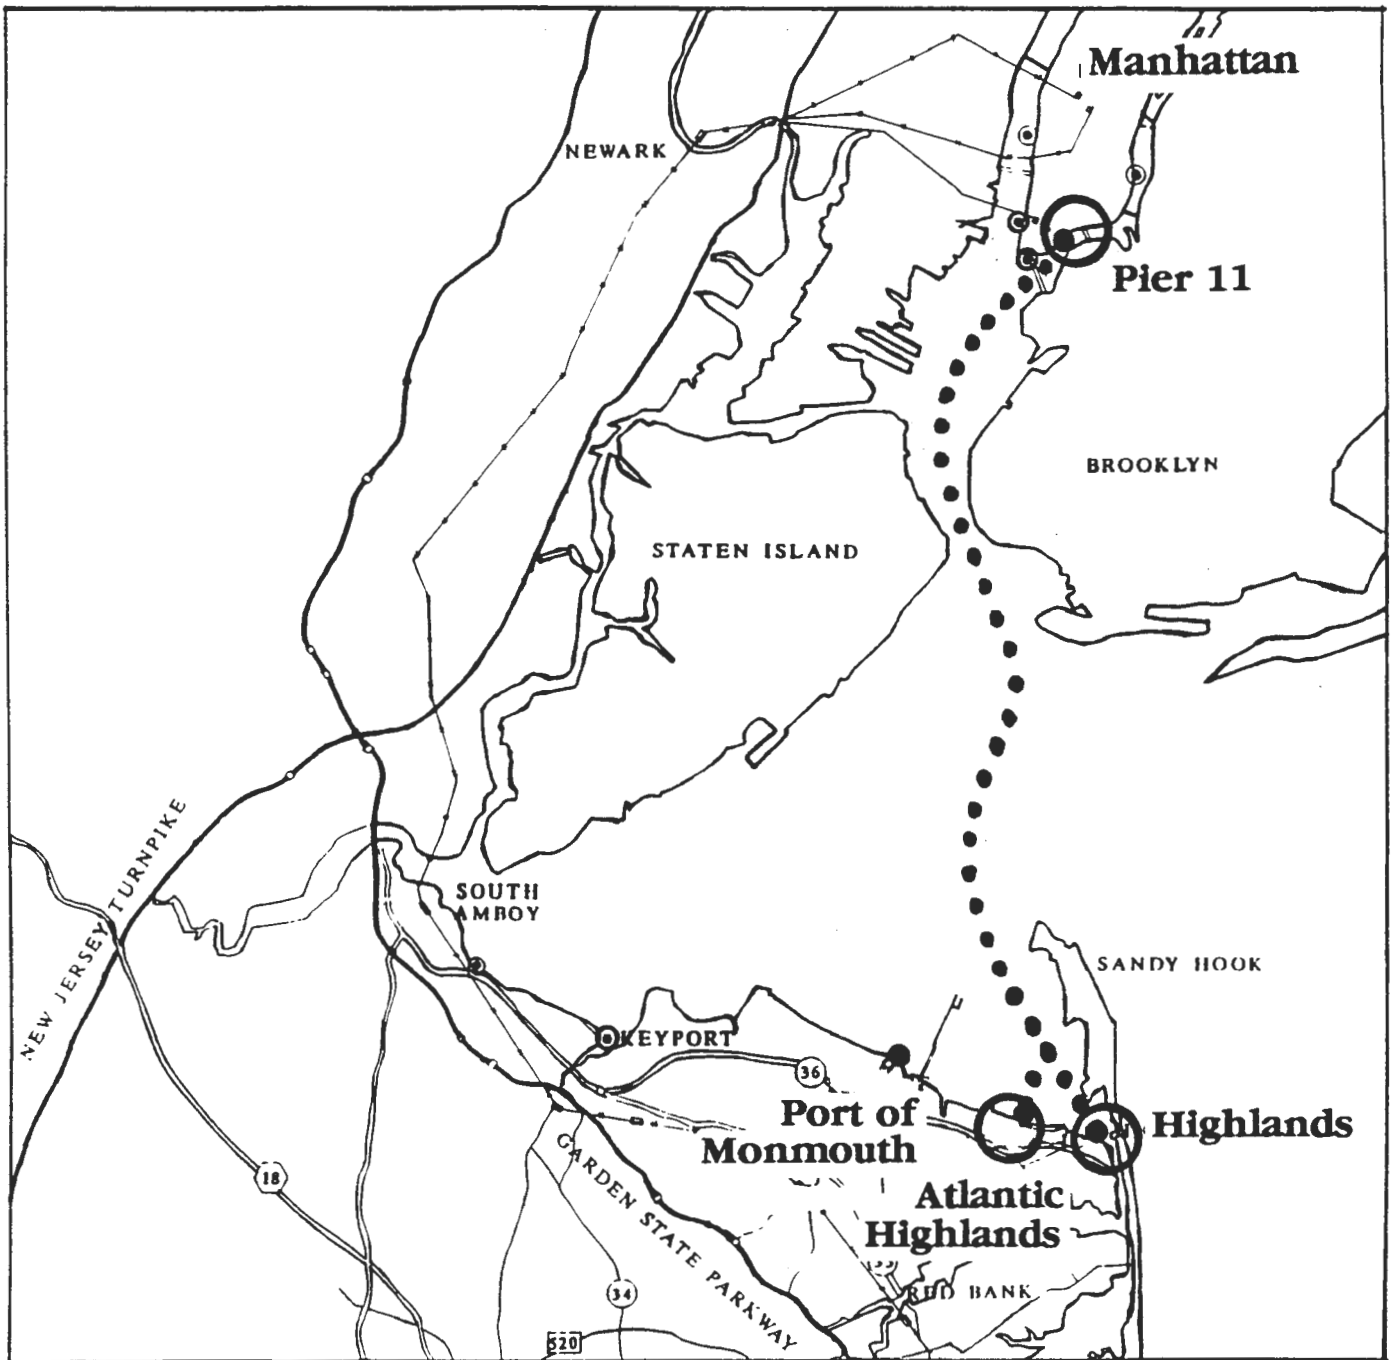 Manhattan
NEWARK
Pier 11
BROOKLYN
STATEN ISLAND
NEW JERSEY TURNPIKE
SOUTH
AMBOY
SANDY HOOK
KEYPORT
36
Port of
Monmouth
Highlands
18
GARDEN STATE PARKWAY
Atlantic
Highlands
34
RED BANK
520